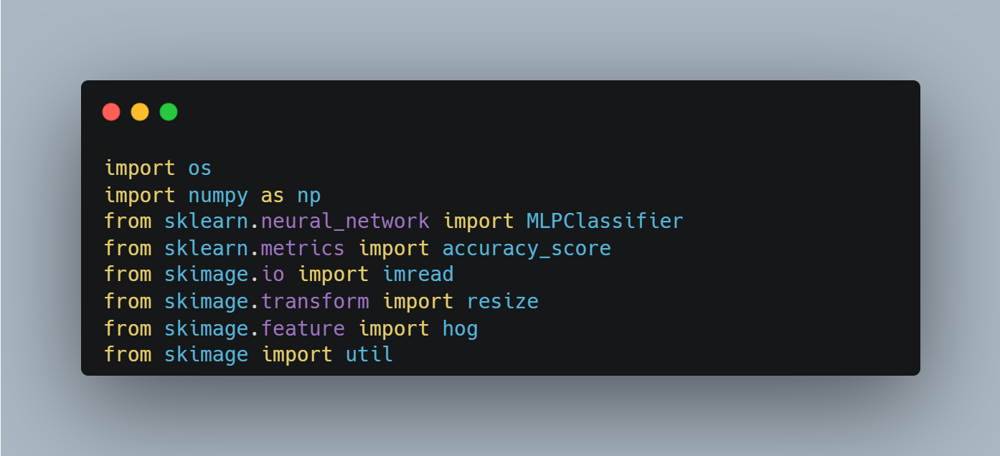 import os
import numpy as np
from sklearn.neural_network import MLPClassifier
from sklearn.metrics import accuracy_score
from skimage.io import imread
from skimage.transform import resize
from skimage.feature import hog
from skimage import util